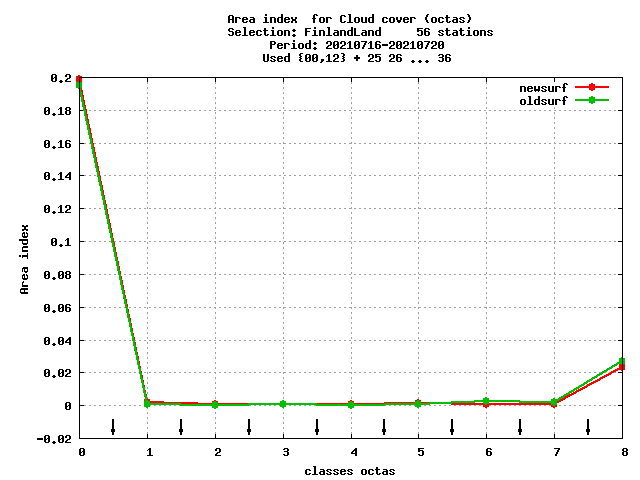 Area index  for Cloud cover (octas)
Selection: FinlandLand     56 stations
Period: 20210716-20210720
Used {00,12} + 25 26 ... 36
newsurf
oldsurf
0.2
0.18
0.16
0.14
0.12
0.1
0.08
0.06
0.04
0.02
0
-0.02
Area index
0 1 2 3 4 5 6 7 8
classes octas